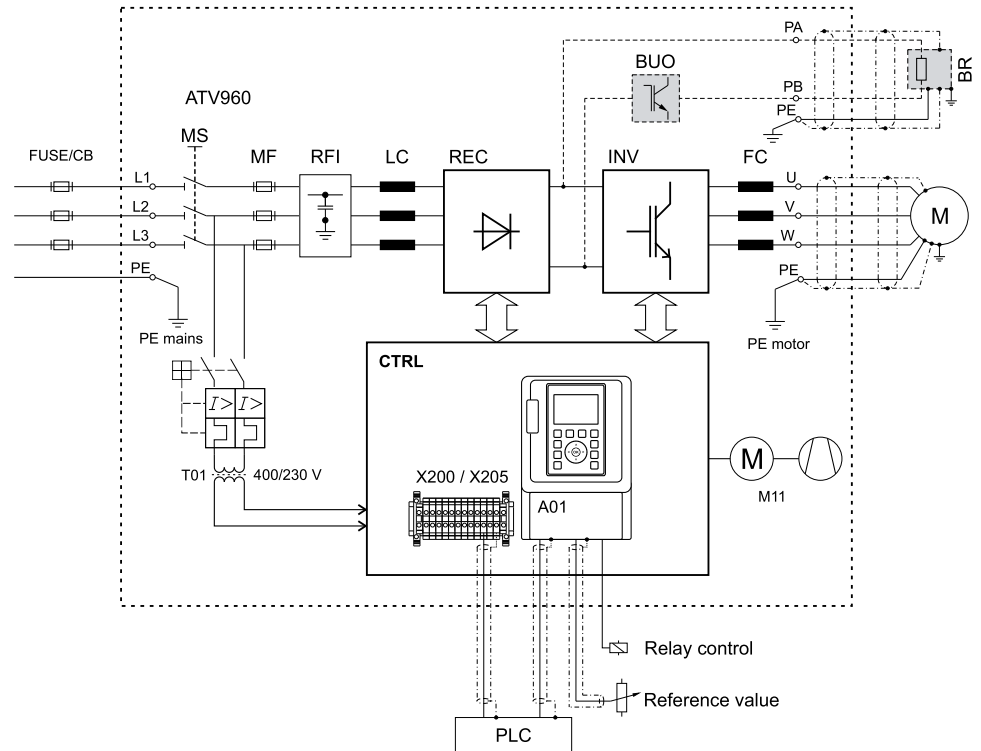 PA
BUO
BR
ATV960
PB
MS
PE
FUSE/CB
MF
RFI
LC
REC
INV
FC
L1
U
L2
V
M
L3
W
PE
PE
PE mains
PE motor
CTRL
I>
I>
OK
M
T01
400/230 V
X200 / X205
M11
A01
Relay control
Reference value
PLC